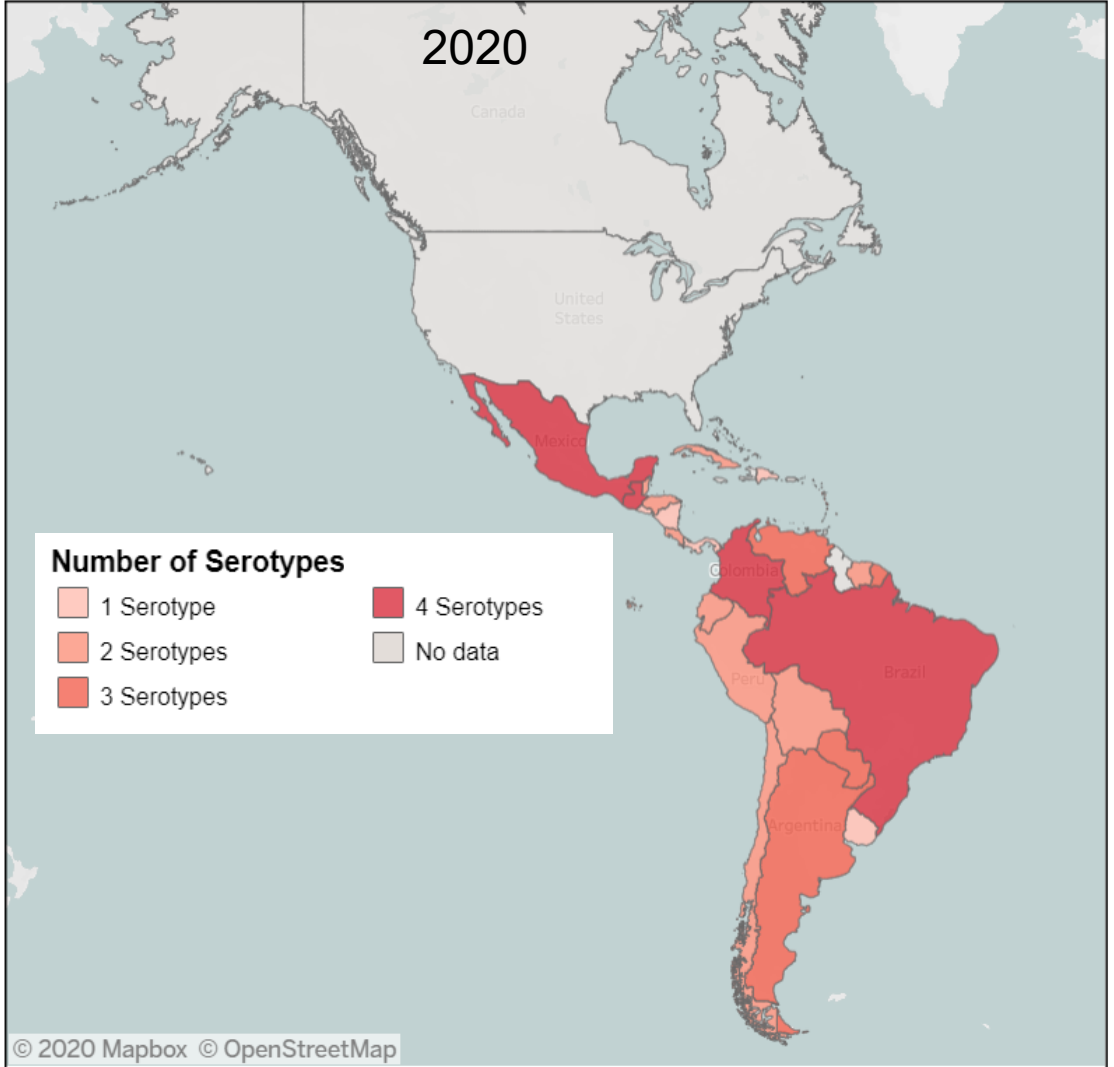 2020
Canada
United
States
Mexico
Number of Serotypes
1 Serotype
4 Serotypes
2 Serotypes
No data
3 Serotypes
Colombia
Brazil
Peru
Argentina
© 2020 Mapbox © OpenStreetMap